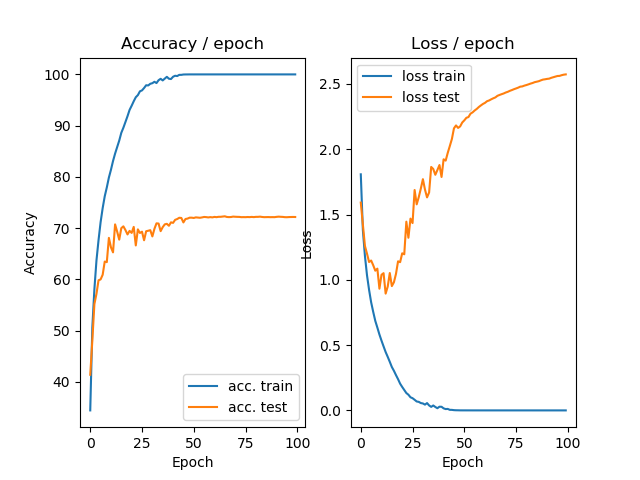 Accuracy / epoch
100
90
80
70
60
50
40
Accuracy
0
25
50
75
100
Epoch
acc. train
acc. test
Loss / epoch
2.5
2.0
1.5
1.0
0.5
0.0
Loss
0
25
50
75
100
Epoch
loss train
loss test